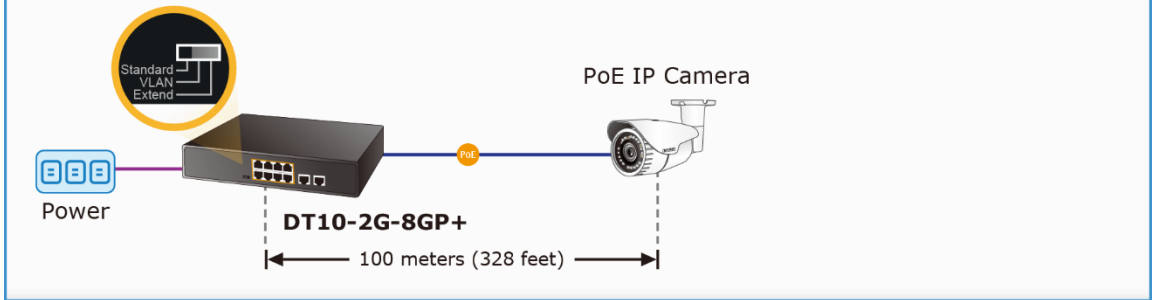 Standard
VLAN
Extend
PoE IP Camera
PoE
Power
DT10-2G-8GP+
100 meters (328 feet)